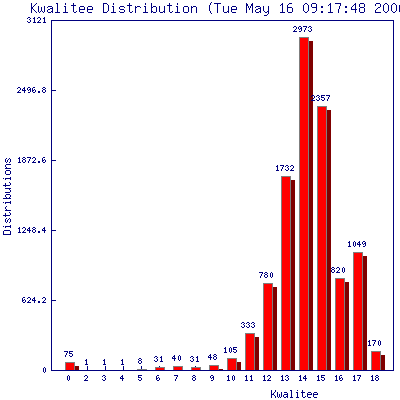 Kwalitee Distribution (Tue May 16 09:17:48 2006
3121
2496.8
1872.6
1248.4
624.2
0
Distributions
75 1 1 1 8 31 40 31 48 105 333 780 1732 2973 2357 820 1049 170
0 2 3 4 5 6 7 8 9 10 11 12 13 14 15 16 17 18
Kwalitee